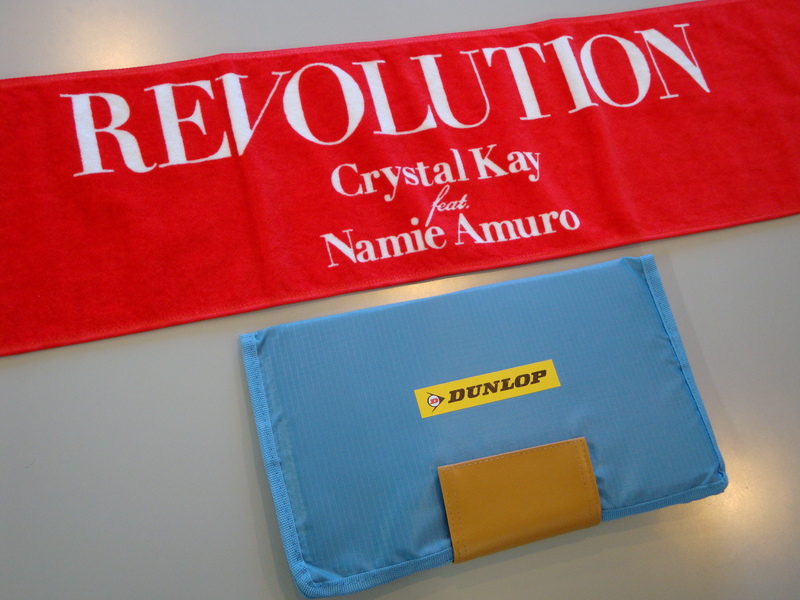 REVOLUTION
Crystal Kay
feat.
Namie Amuro
D DUNLOP